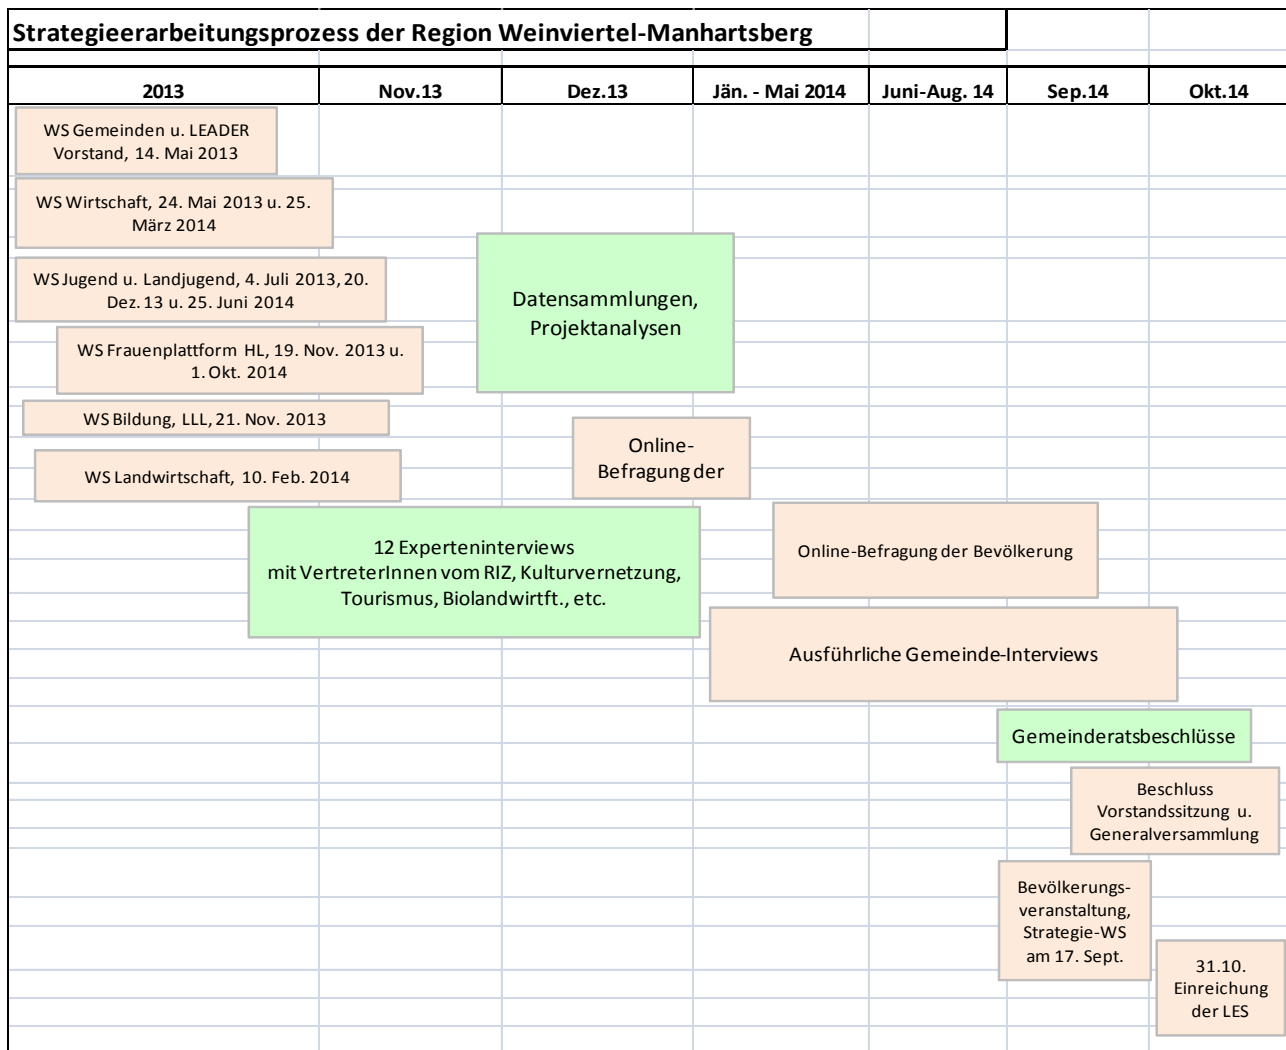 Strategieerarbeitungsprozess der Region Weinviertel-Manhartsberg
2013 Nov.13 Dez.13 Jän. - Mai 2014 Juni-Aug. 14 Sep.14 Okt.14
WS Gemeinden u. LEADER
Vorstand, 14. Mai 2013
WS Wirtschaft, 24. Mai 2013 u. 25.
März 2014
WS Jugend u. Landjugend, 4. Juli 2013, 20.
Dez. 13 u. 25. Juni 2014
Datensammlungen,
Projektanalysen
WS Frauenplattform HL, 19. Nov. 2013 u.
1. Okt. 2014
WS Bildung, LLL, 21. Nov. 2013
Online-
Befragung der
WS Landwirtschaft, 10. Feb. 2014
12 Experteninterviews
mit VertreterInnen vom RIZ, Kulturvernetzung,
Tourismus, Biolandwirtft., etc.
Online-Befragung der Bevölkerung
Ausführliche Gemeinde-Interviews
Gemeinderatsbeschlüsse
Beschluss
Vorstandssitzung u.
Generalversammlung
Bevölkerungs-
veranstaltung,
Strategie-WS
am 17. Sept.
31.10.
Einreichung
der LES